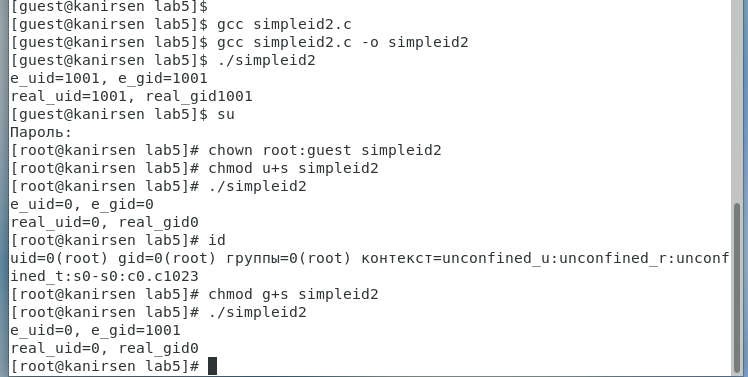 [guest@kanirsen lab5]$
[guest@kanirsen lab5]$ gcc simpleid2.c
[guest@kanirsen lab5]$ gcc simpleid2.c -o simpleid2
[guest@kanirsen lab5]$ ./simpleid2
e_uid=1001, e_gid=1001
real_uid=1001, real_gid1001
[guest@kanirsen lab5]$ su
Пароль:
[root@kanirsen lab5]# chown root:guest simpleid2
[root@kanirsen lab5]# chmod u+s simpleid2
[root@kanirsen lab5]# ./simpleid2
e_uid=0, e_gid=0
real_uid=0, real_gid0
[root@kanirsen lab5]# id
uid=0(root) gid=0(root) группы=0(root) контекст=unconfined_u:unconfined_r:unconf
ined_t:s0-s0:c0.c1023
[root@kanirsen lab5]# chmod g+s simpleid2
[root@kanirsen lab5]# ./simpleid2
e_uid=0, e_gid=1001
real_uid=0, real_gid0
[root@kanirsen lab5]#